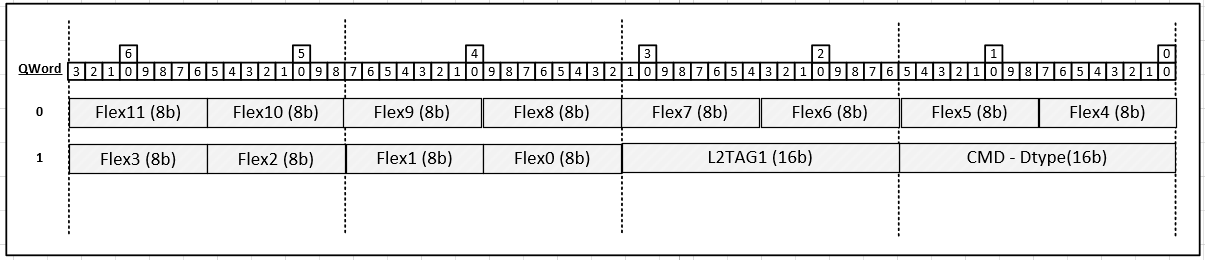 6 5 4 3 2 1 0
QWord 3 2 1 0 9 8 7 6 5 4 3 2 1 0 9 8 7 6 5 4 3 2 1 0 9 8 7 6 5 4 3 2 1 0 9 8 7 6 5 4 3 2 1 0 9 8 7 6 5 4 3 2 1 0 9 8 7 6 5 4 3 2 1 0
0 Flex11 (8b) Flex10 (8b) Flex9 (8b) Flex8 (8b) Flex7 (8b) Flex6 (8b) Flex5 (8b) Flex4 (8b)
1 Flex3 (8b) Flex2 (8b) Flex1 (8b) Flex0 (8b) L2TAG1 (16b) CMD - Dtype(16b)